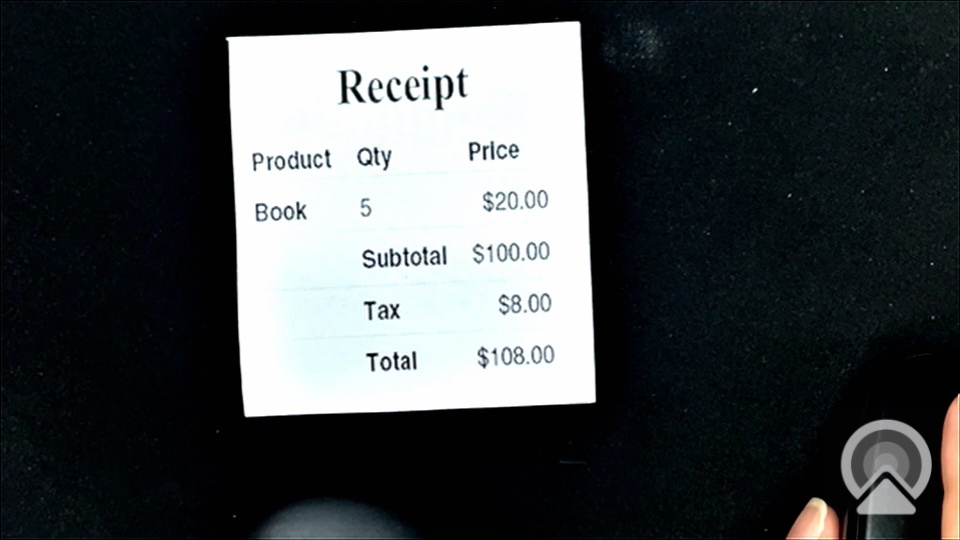 Receipt
Product Qty Price
Book 5 $20.00
Subtotal $100.00
Tax $8.00
Total $108.00